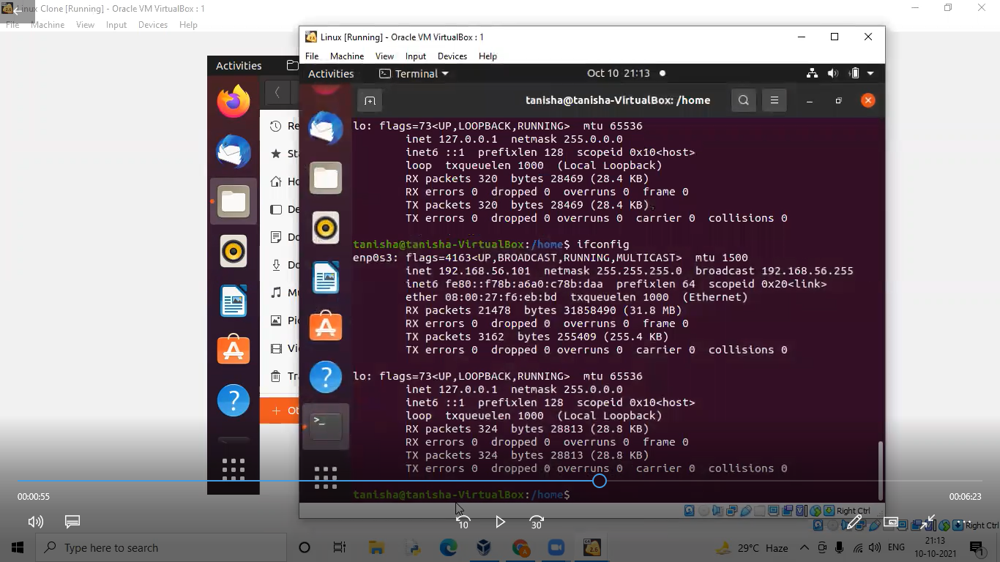 Linux Clone [Running] - Oracle VM VirtualBox : 1
File Machine View Input Devices Help
Linux [Running] - Oracle VM VirtualBox : 1
File Machine View Input Devices Help
Activities
Activities Terminal Oct 10 21:13
tanisha@tanisha-VirtualBox: /home
Re
Sta
Ho
De
Do
Do
Mu
Pic
Vi
Tr
+ Ot
lo: flags=73<UP,LOOPBACK,RUNNING> mtu 65536
inet 127.0.0.1 netmask 255.0.0.0
inet6 ::1 prefixlen 128 scopeid 0x10<host>
loop txqueuelen 1000 (Local Loopback)
RX packets 320 bytes 28469 (28.4 KB)
RX errors 0 dropped 0 overruns 0 frame 0
TX packets 320 bytes 28469 (28.4 KB)
TX errors 0 dropped 0 overruns 0 carrier 0 collisions 0
tanisha@tanisha-VirtualBox:/home$ ifconfig
enp0s3: flags=4163<UP,BROADCAST,RUNNING,MULTICAST> mtu 1500
inet 192.168.56.101 netmask 255.255.255.0 broadcast 192.168.56.255
inet6 fe80::f78b:a6a0:c78b:daa prefixlen 64 scopeid 0x20<link>
ether 08:00:27:f6:eb:bd txqueuelen 1000 (Ethernet)
RX packets 21478 bytes 31858490 (31.8 MB)
RX errors 0 dropped 0 overruns 0 frame 0
TX packets 3162 bytes 255409 (255.4 KB)
TX errors 0 dropped 0 overruns 0 carrier 0 collisions 0
lo: flags=73<UP,LOOPBACK,RUNNING> mtu 65536
inet 127.0.0.1 netmask 255.0.0.0
inet6 ::1 prefixlen 128 scopeid 0x10<host>
loop txqueuelen 1000 (Local Loopback)
RX packets 324 bytes 28813 (28.8 KB)
RX errors 0 dropped 0 overruns 0 frame 0
TX packets 324 bytes 28813 (28.8 KB)
TX errors 0 dropped 0 overruns 0 carrier 0 collisions 0
tanisha@tanisha-VirtualBox:/home$
00:00:55
00:06:23
Right Ctrl
10
30
Right Ctrl
Type here to search
29°C Haze
ENG
21:13
10-10-2021
1